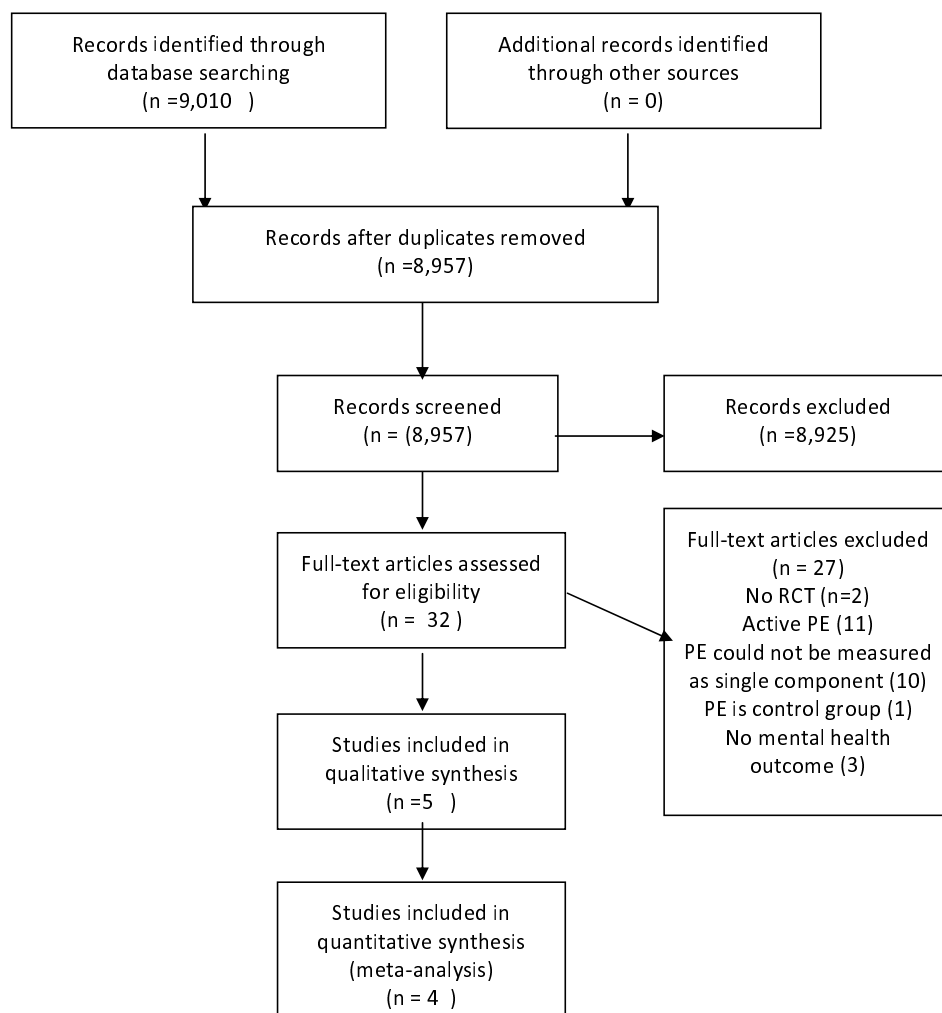 Records identified through
database searching
(n =9,010   )
Additional records identified
through other sources
(n = 0)
Records after duplicates removed
(n =8,957)
Records screened
(n = (8,957)
Records excluded
(n =8,925)
Full-text articles assessed
for eligibility
(n =  32 )
Full-text articles excluded
(n = 27)
No RCT (n=2)
Active PE (11)
PE could not be measured
as single component (10)
PE is control group (1)
No mental health
outcome (3)
Studies included in
qualitative synthesis
(n =5   )
Studies included in
quantitative synthesis
(meta-analysis)
(n = 4  )